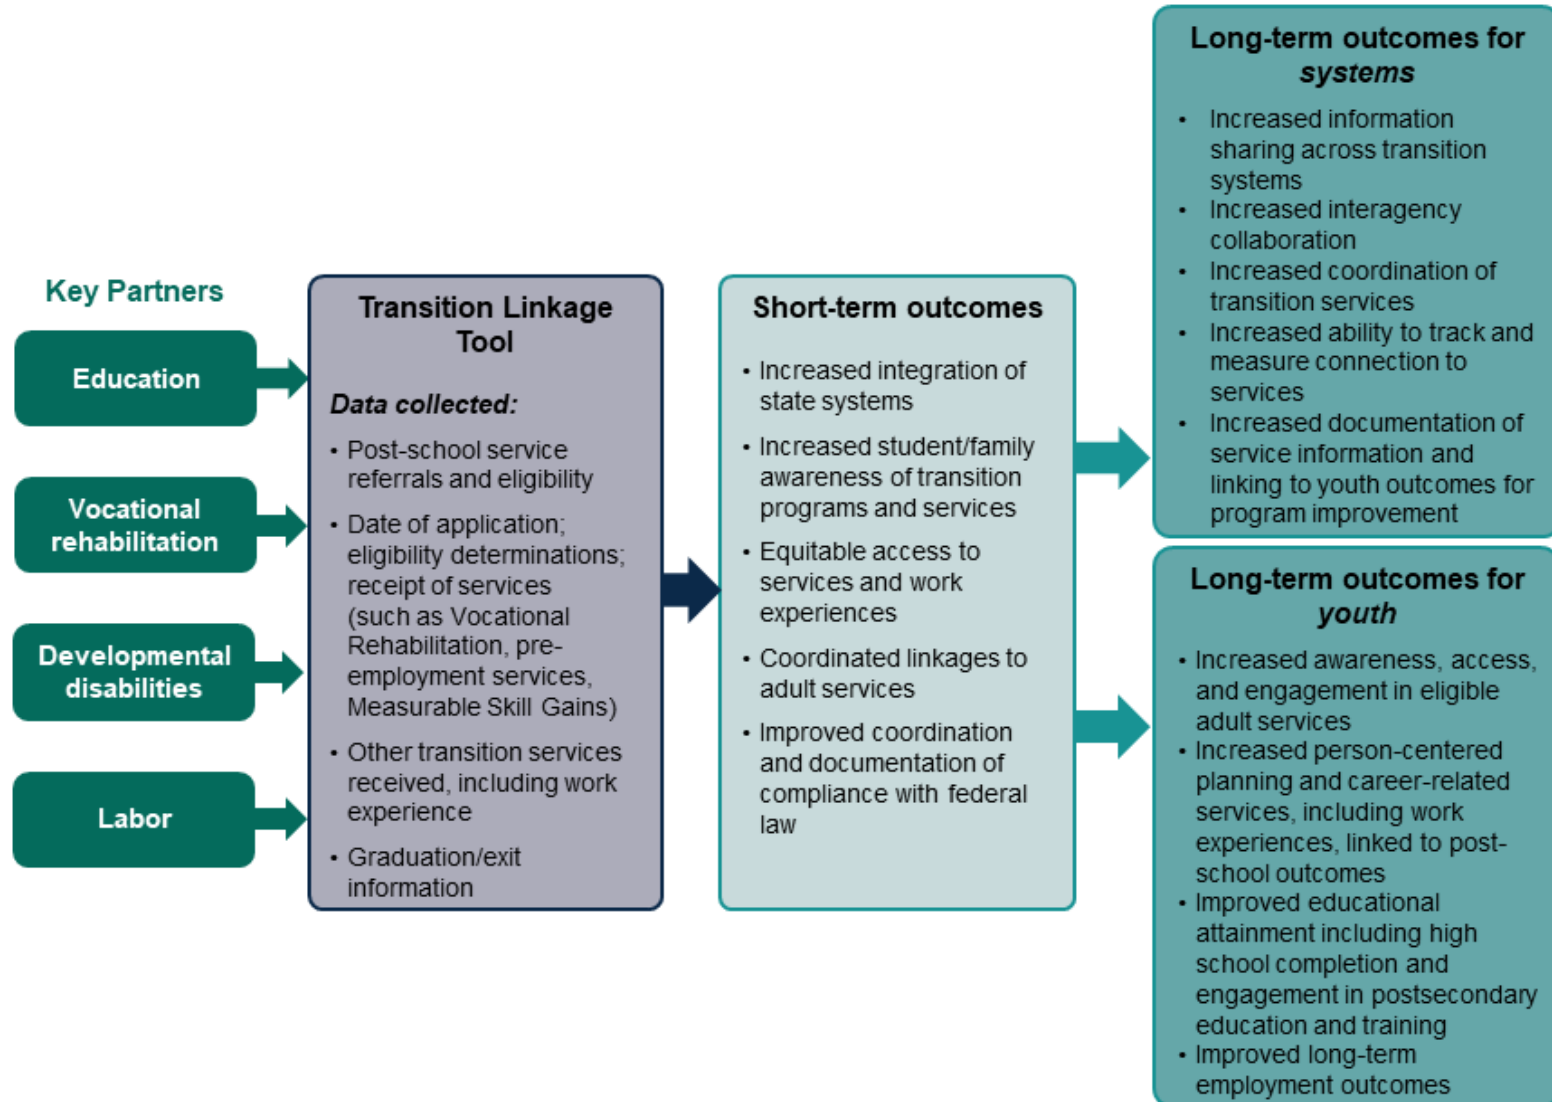 Key Partners
Education
Vocational
rehabilitation
Developmental
disabilities
Labor
Transition Linkage
Tool
Data collected:
• Post-school service
referrals and eligibility
• Date of application;
eligibility determinations;
receipt of services
(such as Vocational
Rehabilitation, pre-
employment services,
Measurable Skill Gains)
• Other transition services
received, including work
experience
• Graduation/exit
information
Short-term outcomes
• Increased integration of
state systems
• Increased student/family
awareness of transition
programs and services
• Equitable access to
services and work
experiences
• Coordinated linkages to
adult services
• Improved coordination
and documentation of
compliance with federal
law
Long-term outcomes for
systems
• Increased information
sharing across transition
systems
• Increased interagency
collaboration
• Increased coordination of
transition services
• Increased ability to track and
measure connection to
services
• Increased documentation of
service information and
linking to youth outcomes for
program improvement
Long-term outcomes for
youth
• Increased awareness, access,
and engagement in eligible
adult services
• Increased person-centered
planning and career-related
services, including work
experiences, linked to post-
school outcomes
• Improved educational
attainment including high
school completion and
engagement in postsecondary
education and training
• Improved long-term
employment outcomes